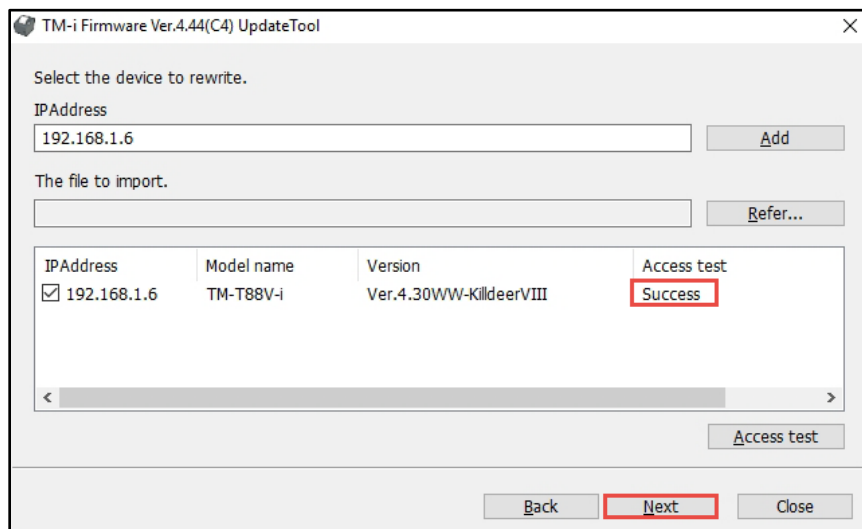 TM-i Firmware Ver.4.44(C4) UpdateTool
Select the device to rewrite.
IPAddress
192.168.1.6 Add
The file to import.
Refer...
IPAddress Model name Version Access test
192.168.1.6 TM-T88V-i Ver.4.30WW-KilldeerVIII Success
Access test
Back Next Close